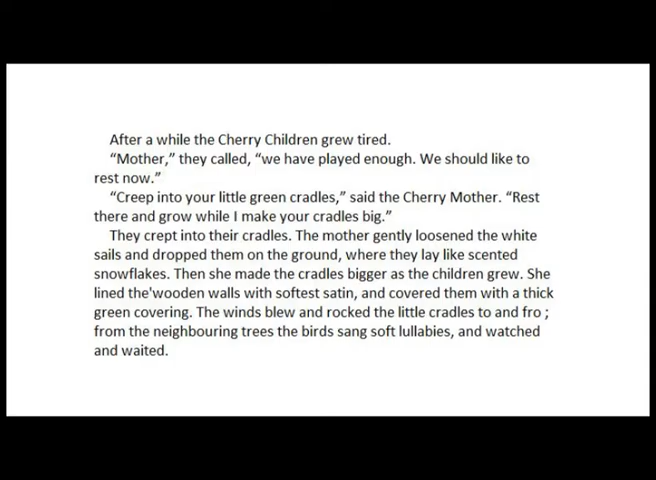 After a while the Cherry Children grew tired.
“Mother,” they called, “we have played enough. We should like to
rest now.”
“Creep into your little green cradles,” said the Cherry Mother. “Rest
there and grow while I make your cradles big.”
They crept into their cradles. The mother gently loosened the white
sails and dropped them on the ground, where they lay like scented
snowflakes. Then she made the cradles bigger as the children grew. She
lined the'wooden walls with softest satin, and covered them with a thick
green covering. The winds blew and rocked the little cradles to and fro ;
from the neighbouring trees the birds sang soft lullabies, and watched
and waited.